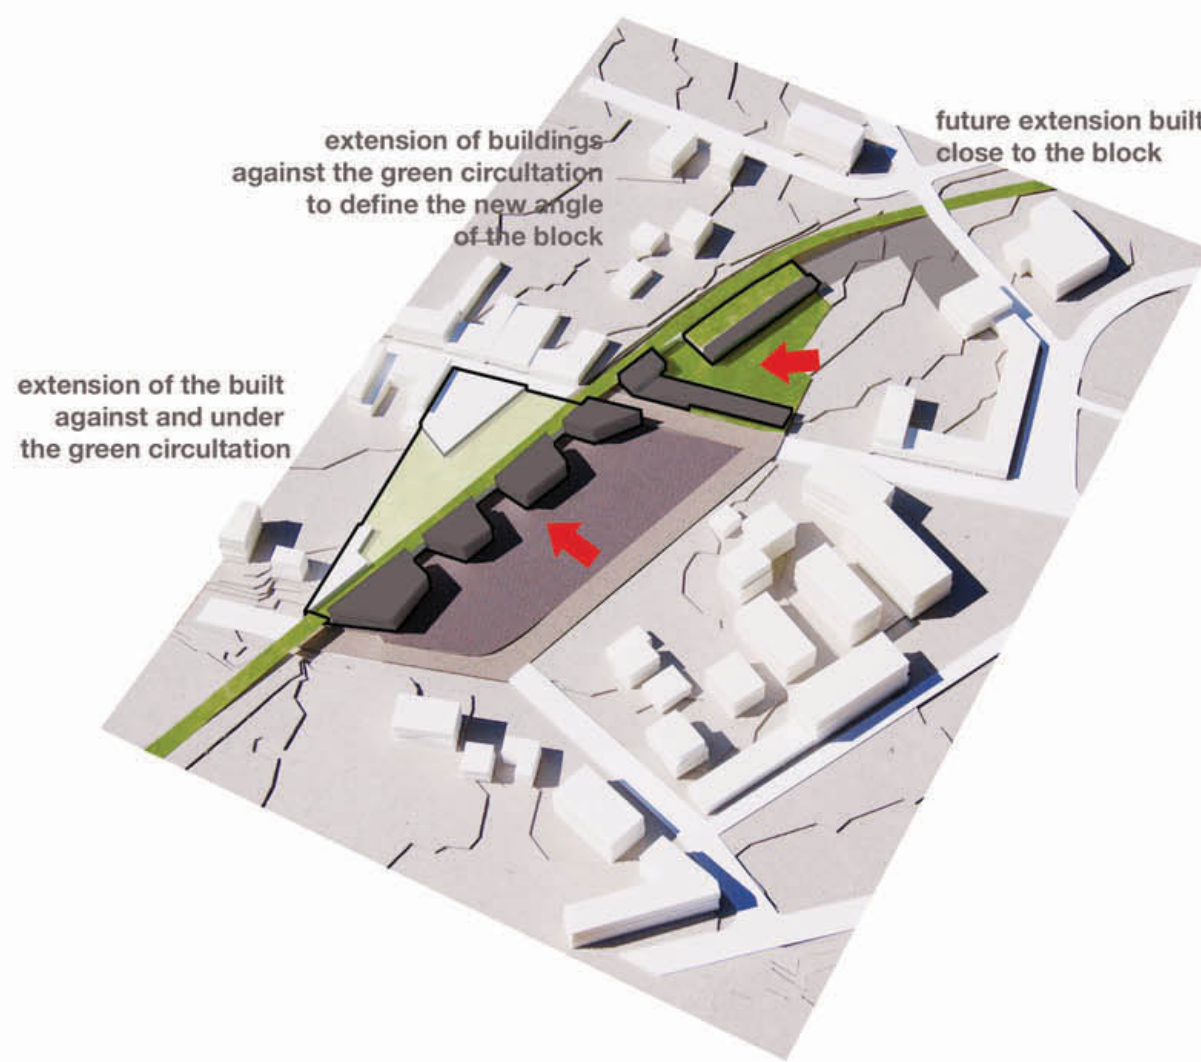 extension of buildings
against the green circultation
to define the new angle
of the block
future extension built
close to the block
extension of the built
against and under
the green circultation